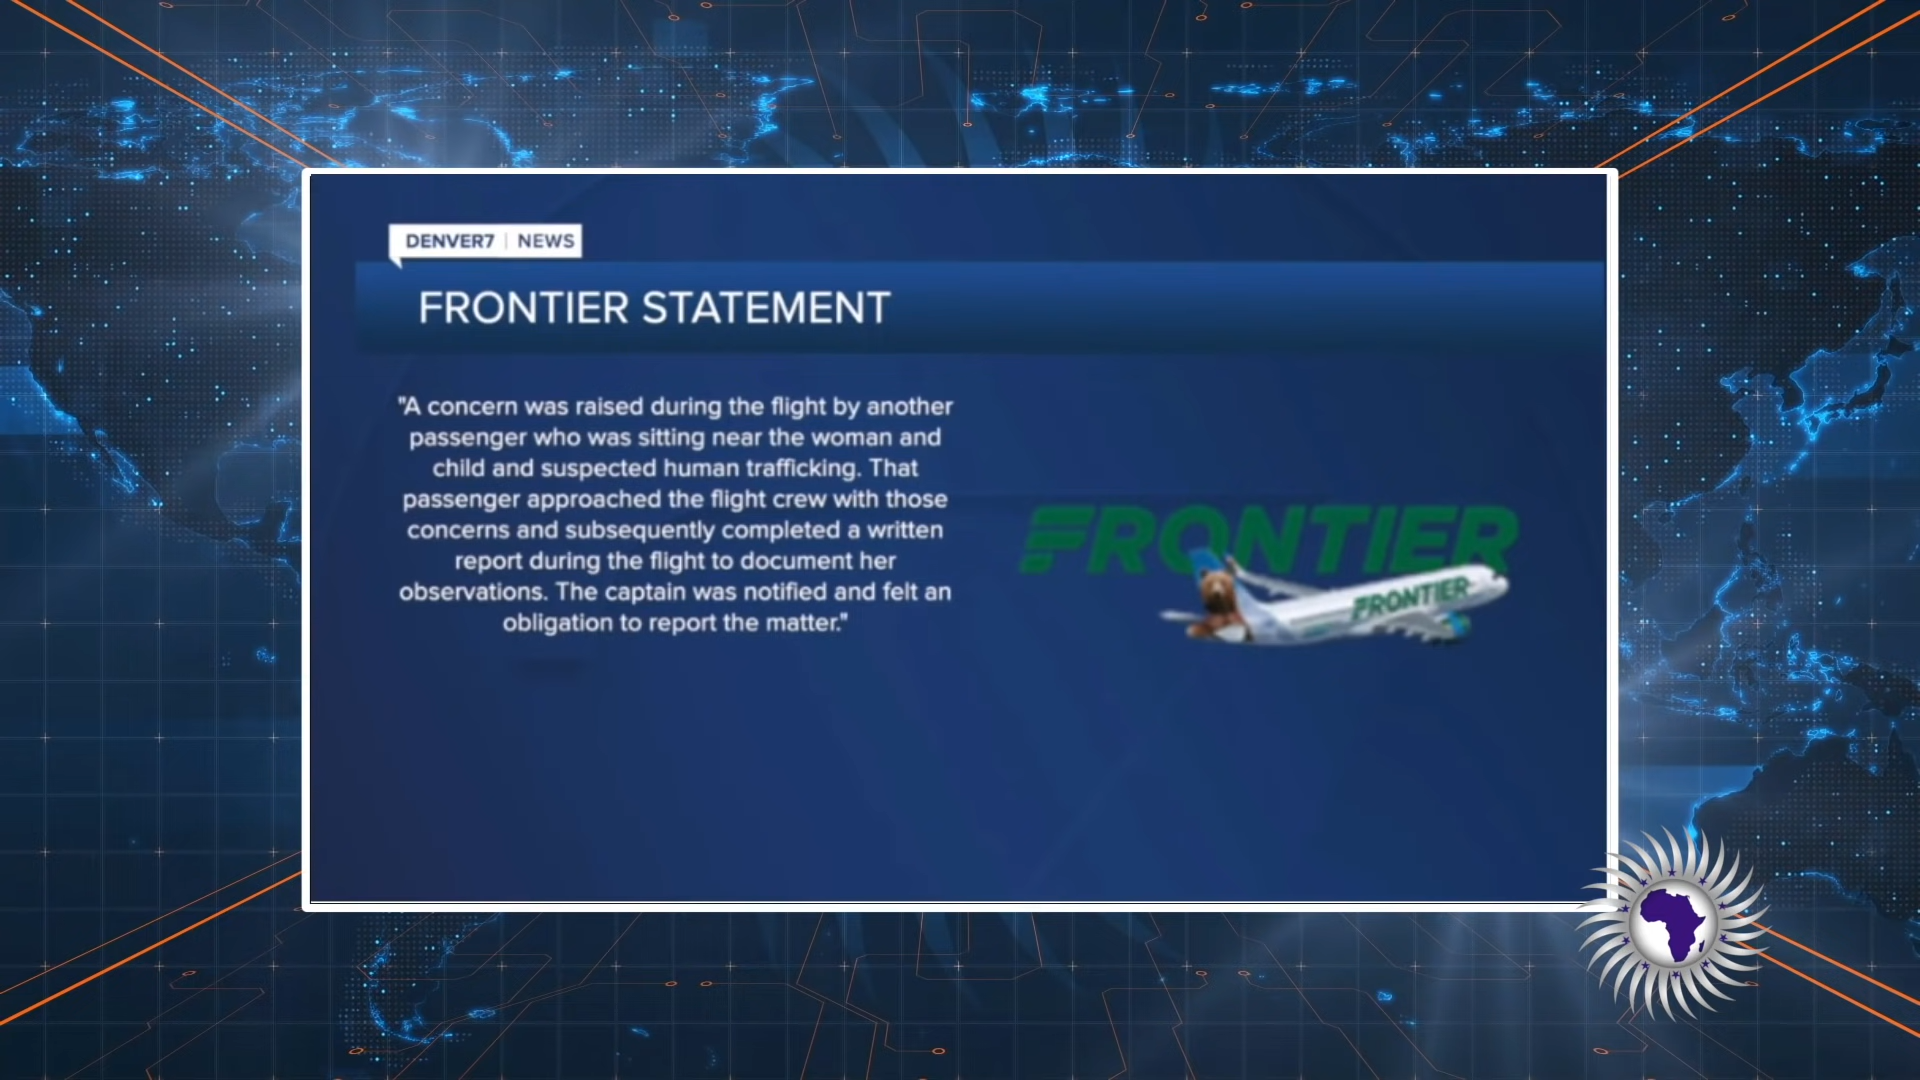 DENVER7 | NEWS
FRONTIER STATEMENT
"A concern was raised during the flight by another
passenger who was sitting near the woman and
child and suspected human trafficking. That
passenger approached the flight crew with those
concerns and subsequently completed a written
report during the flight to document her
observations. The captain was notified and felt an
obligation to report the matter."
FRONTIER
FRONTIER